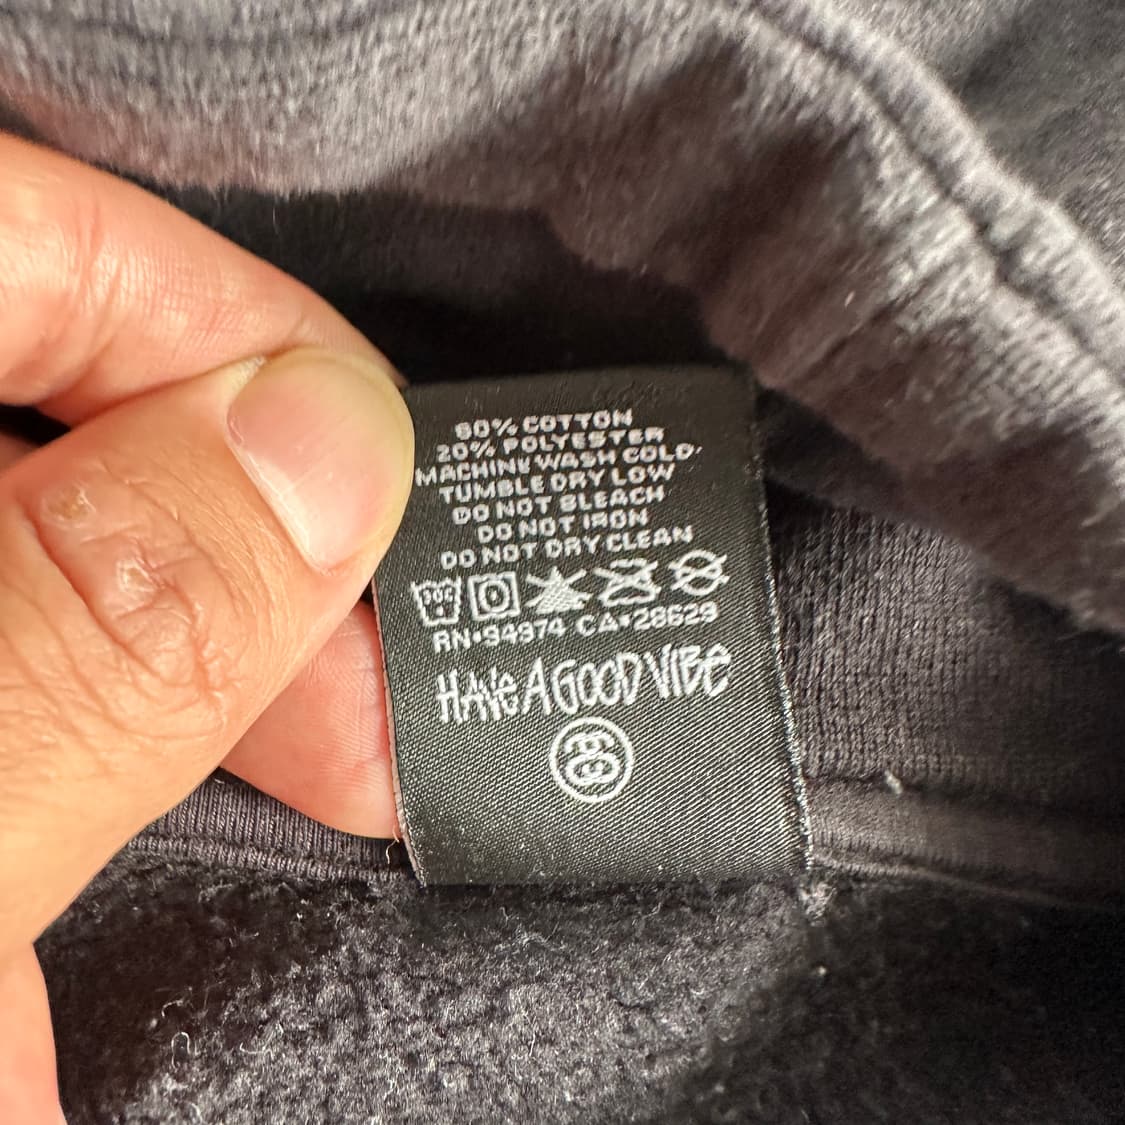 80% COTTON
20% POLYESTER
MACHINE WASH COLD
TUMBLE DRY LOW
DO NOT BLEACH
DO NOT IRON
DO NOT DRY CLEAN
30C
RN•94974 CA•28629
HAVE A GOOD VIBE